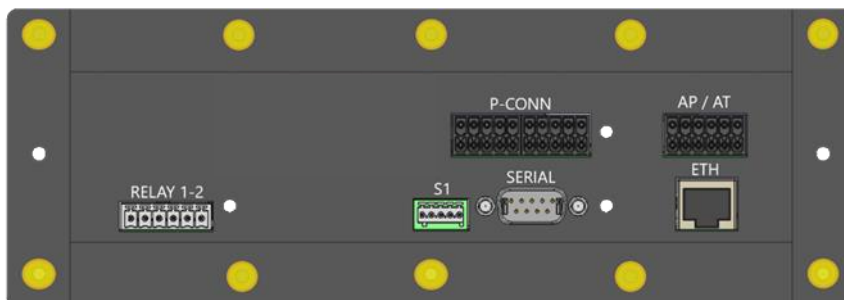 P-CONN
AP / AT
RELAY 1-2
S1
SERIAL
ETH